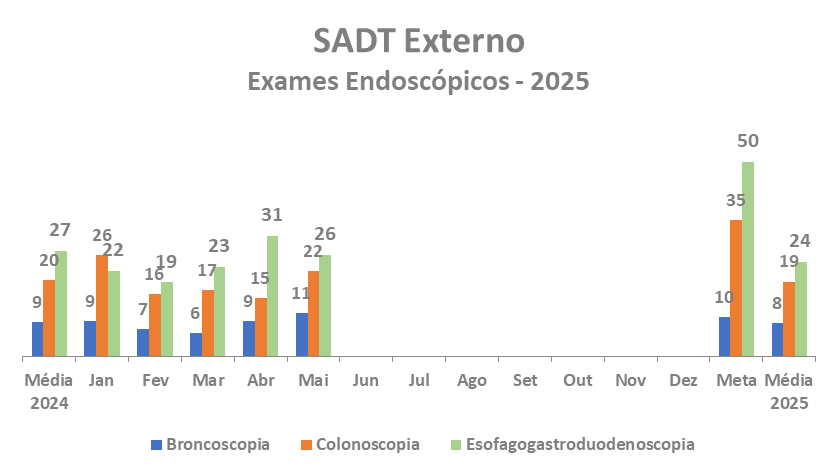 SADT Externo
Exames Endoscópicos - 2025
9 20 27 9 26 22 7 16 19 6 17 23 9 15 31 11 22 26 10 35 50 8 19 24
Média 2024 Jan Fev Mar Abr Mai Jun Jul Ago Set Out Nov Dez Meta Média 2025
Broncoscopia Colonoscopia Esofagogastroduodenoscopia